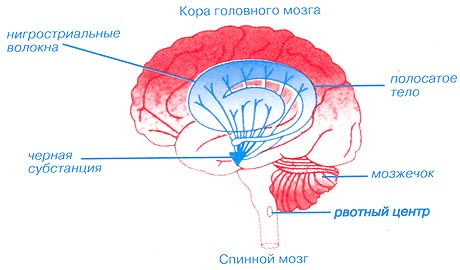 Кора головного мозга
нигростриальные
волокна
полосатое
тело
черная
субстанция
мозжечок
рвотный центр
Спинной мозг